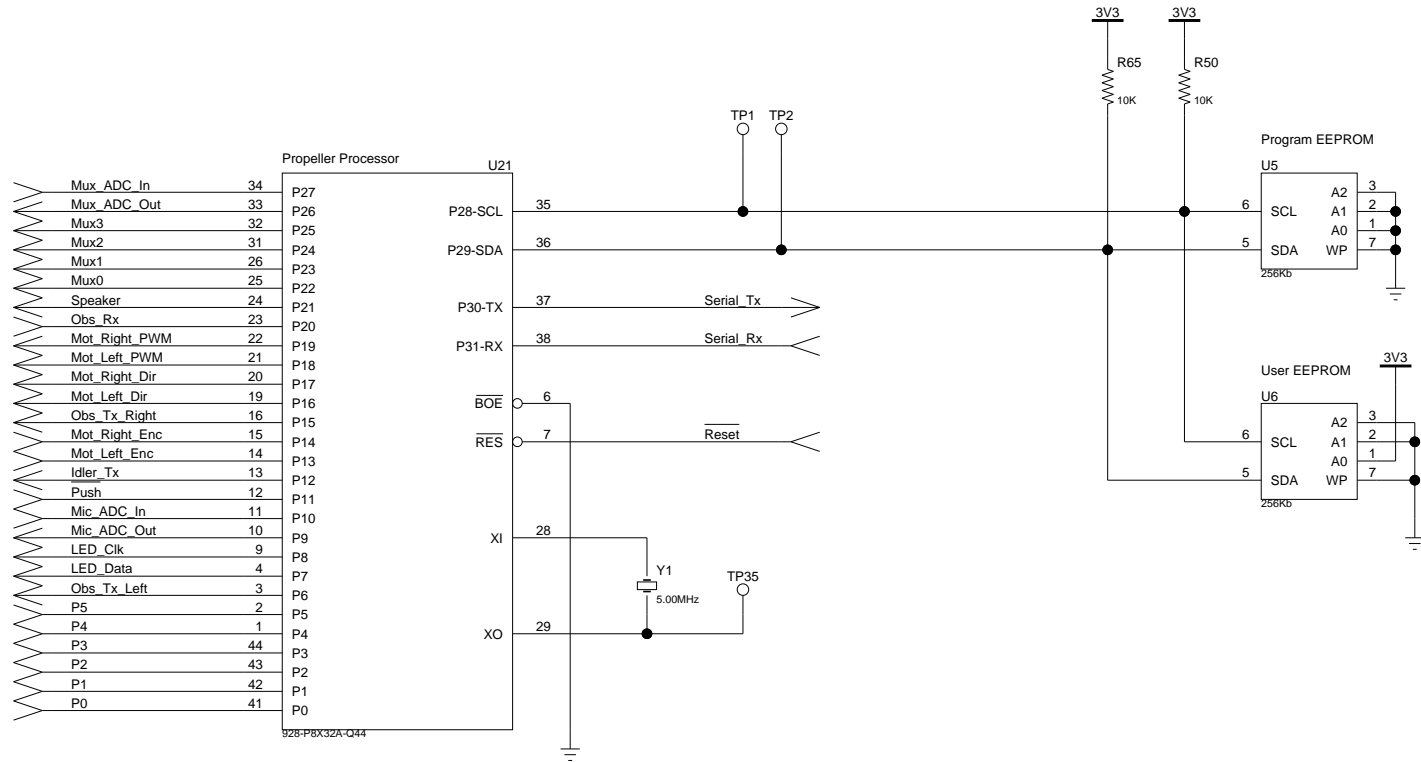 3V3 3V3
R65 R50
10K 10K
TP1 TP2
Program EEPROM
Propeller Processor
U21 U5
Mux_ADC_In 34 P27 A2 3
Mux_ADC_Out 33 P26 P28-SCL 35 6 SCL A1 2
Mux3 32 P25 A0 1
Mux2 31 P24 P29-SDA 36 5 SDA WP 7
Mux1 26 P23 256Kb
Mux0 25 P22
Speaker 24 P21 P30-TX 37 Serial_Tx
Obs_Rx 23 P20
Mot_Right_PWM 22 P19 P31-RX 38 Serial_Rx
Mot_Left_PWM 21 P18 3V3
Mot_Right_Dir 20 P17 User EEPROM
Mot_Left_Dir 19 P16 BOE 6 U6
Obs_Tx_Right 16 P15 A2 3
Mot_Right_Enc 15 P14 RES 7 Reset 6 SCL A1 2
Mot_Left_Enc 14 P13 A0 1
Idler_Tx 13 P12 5 SDA WP 7
Push 12 P11 256Kb
Mic_ADC_In 11 P10
Mic_ADC_Out 10 P9 XI 28
LED_Clk 9 P8
LED_Data 4 P7 Y1 TP35
Obs_Tx_Left 3 P6 5.00MHz
P5 2 P5
P4 1 P4 XO 29
P3 44 P3
P2 43 P2
P1 42 P1
P0 41 P0
928-P8X32A-Q44